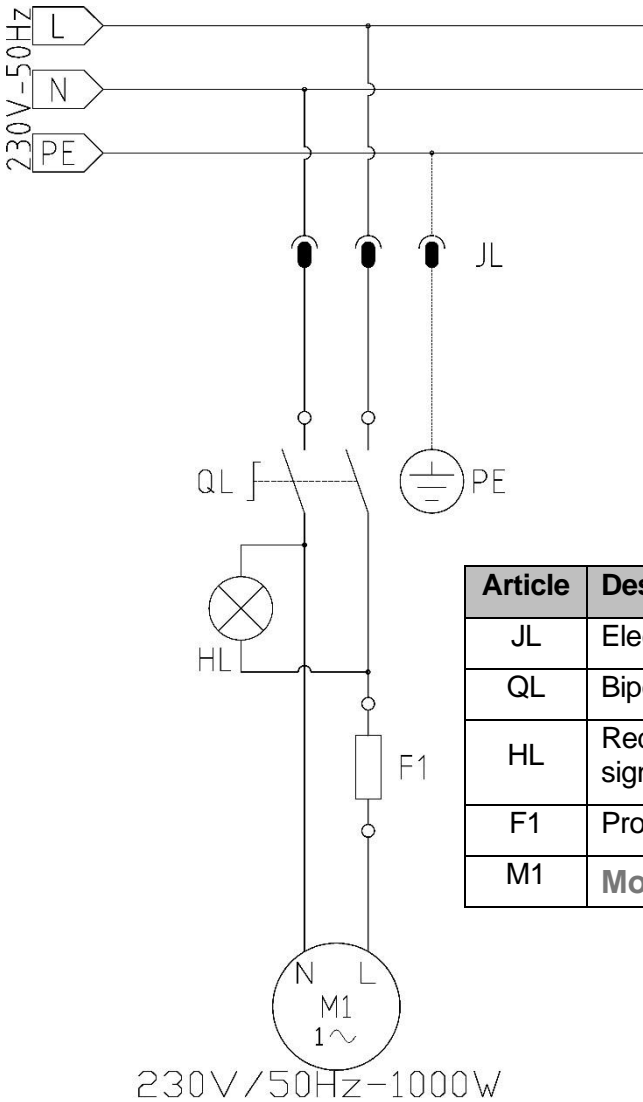 230V-50Hz
L
N
PE
JL
QL
PE
HL
F1
N L
M1
1~
230V/50Hz-1000W
Article
JL
QL
HL
F1
M1